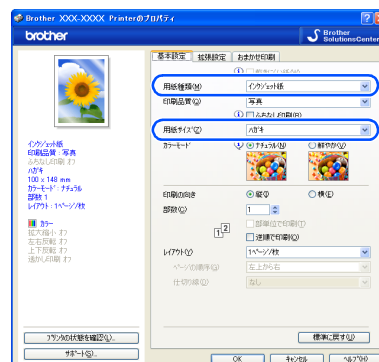 Brother XXX-XXXX Printerのプロパティ
brother
Brother SolutionsCenter
基本設定 拡張設定 おまかせ印刷
用紙種類(M) インクジェット紙
印刷品質(Q) 写真
ふちなし印刷(B)
用紙サイズ(Z) ハガキ
カラーモード ナチュラル(N) 鮮やか(V)
インクジェット紙
印刷品質 : 写真
ふちなし印刷 オフ
ハガキ
100 x 148 mm
カラーモード : ナチュラル
部数 1
レイアウト : 1ページ/枚
カラー
拡大縮小 オフ
左右反転 オフ
上下反転 オフ
透かし印刷 オフ
印刷の向き 縦(T) 横(E)
部数(C) 1
部単位で印刷(T)
逆順で印刷(O)
レイアウト(Y) 1ページ/枚
ページの順序(G) 左上から右
仕切り線(D) なし
プリンタの状態を確認(L)...
サポート(S)...
標準に戻す(U)
OK キャンセル ヘルプ(H)